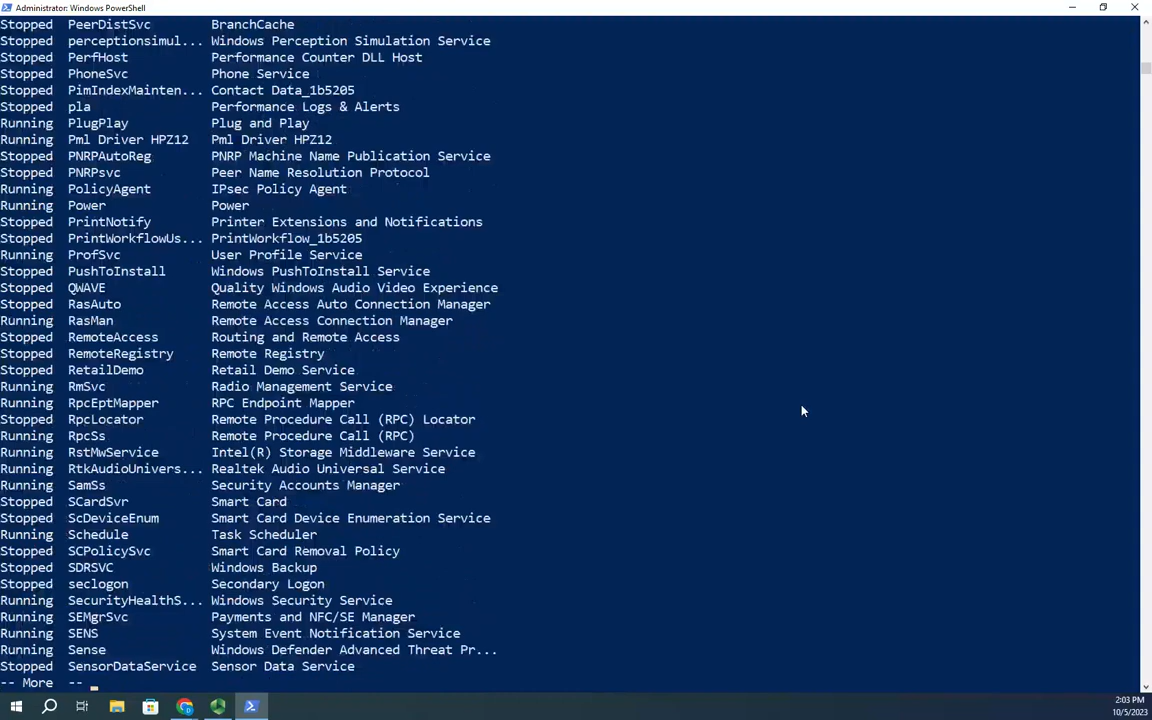 Administrator: Windows PowerShell
Stopped PeerDistSvc BranchCache
Stopped perceptionsimul... Windows Perception Simulation Service
Stopped PerfHost Performance Counter DLL Host
Stopped PhoneSvc Phone Service
Stopped PimIndexMainten... Contact Data_1b5205
Stopped pla Performance Logs & Alerts
Running PlugPlay Plug and Play
Running Pml Driver HPZ12 Pml Driver HPZ12
Stopped PNRPAutoReg PNRP Machine Name Publication Service
Stopped PNRPsvc Peer Name Resolution Protocol
Running PolicyAgent IPsec Policy Agent
Running Power Power
Stopped PrintNotify Printer Extensions and Notifications
Stopped PrintWorkflowUs... PrintWorkflow_1b5205
Running ProfSvc User Profile Service
Stopped PushToInstall Windows PushToInstall Service
Stopped QWAVE Quality Windows Audio Video Experience
Stopped RasAuto Remote Access Auto Connection Manager
Running RasMan Remote Access Connection Manager
Stopped RemoteAccess Routing and Remote Access
Stopped RemoteRegistry Remote Registry
Stopped RetailDemo Retail Demo Service
Running RmSvc Radio Management Service
Running RpcEptMapper RPC Endpoint Mapper
Stopped RpcLocator Remote Procedure Call (RPC) Locator
Running RpcSs Remote Procedure Call (RPC)
Running RstMwService Intel(R) Storage Middleware Service
Running RtkAudioUnivers... Realtek Audio Universal Service
Running SamSs Security Accounts Manager
Stopped SCardSvr Smart Card
Stopped ScDeviceEnum Smart Card Device Enumeration Service
Running Schedule Task Scheduler
Stopped SCPolicySvc Smart Card Removal Policy
Stopped SDRSVC Windows Backup
Stopped seclogon Secondary Logon
Running SecurityHealthS... Windows Security Service
Running SEMgrSvc Payments and NFC/SE Manager
Running SENS System Event Notification Service
Running Sense Windows Defender Advanced Threat Pr...
Stopped SensorDataService Sensor Data Service
-- More --
2:03 PM
10/5/2023